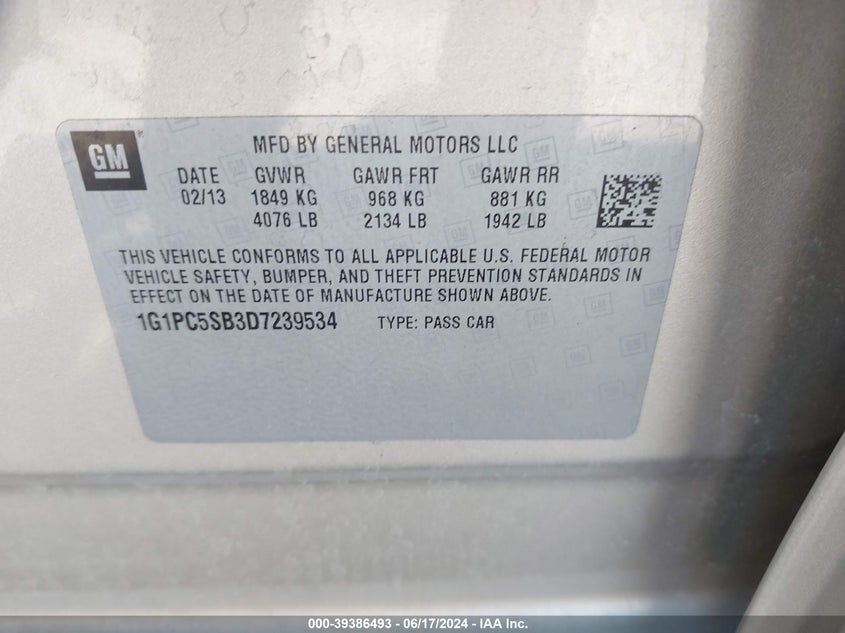 GM
MFD BY GENERAL MOTORS LLC
DATE GVWR GAWR FRT GAWR RR
02/13 1849 KG 968 KG 881 KG
4076 LB 2134 LB 1942 LB
THIS VEHICLE CONFORMS TO ALL APPLICABLE U.S. FEDERAL MOTOR
VEHICLE SAFETY, BUMPER, AND THEFT PREVENTION STANDARDS IN
EFFECT ON THE DATE OF MANUFACTURE SHOWN ABOVE.
1G1PC5SB3D7239534 TYPE: PASS CAR
000-39386493 - 06/17/2024 - IAA Inc.